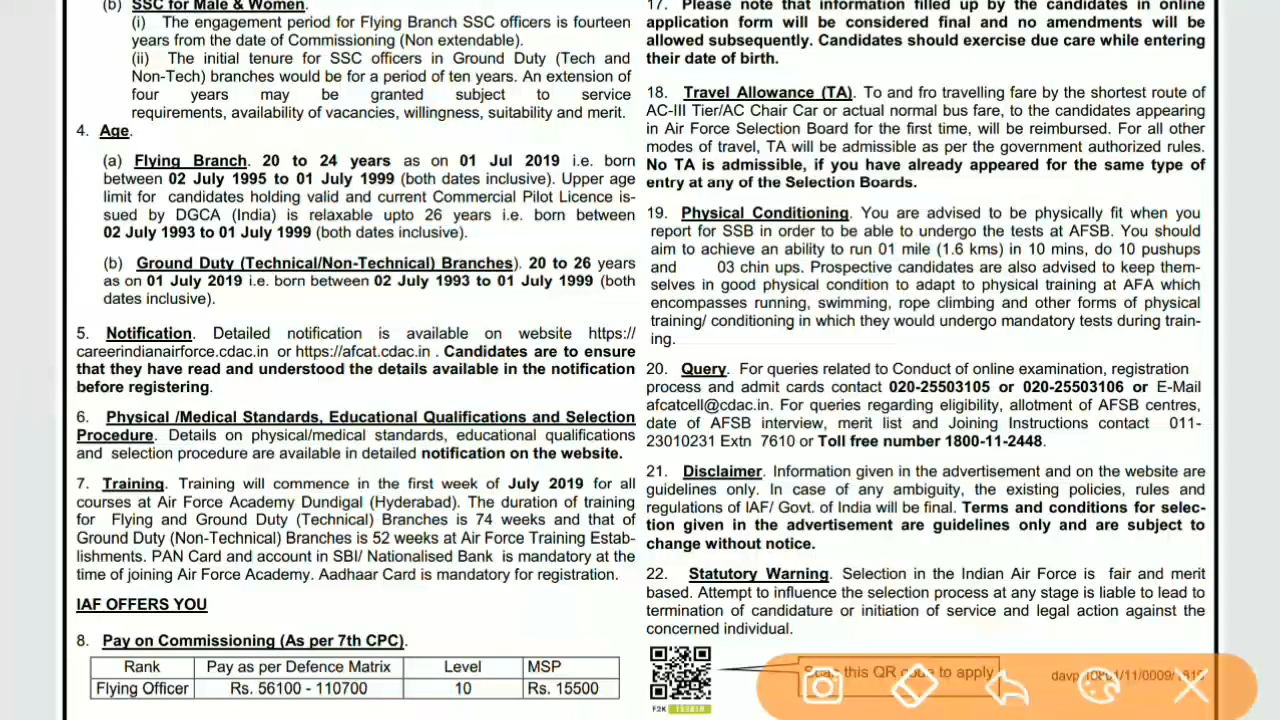 (b) SSC for Male & Women.
(i) The engagement period for Flying Branch SSC officers is fourteen
years from the date of Commissioning (Non extendable).
(ii) The initial tenure for SSC officers in Ground Duty (Tech and
Non-Tech) branches would be for a period of ten years. An extension of
four years may be granted subject to service
requirements, availability of vacancies, willingness, suitability and merit.
4. Age.
(a) Flying Branch. 20 to 24 years as on 01 Jul 2019 i.e. born
between 02 July 1995 to 01 July 1999 (both dates inclusive). Upper age
limit for candidates holding valid and current Commercial Pilot Licence is-
sued by DGCA (India) is relaxable upto 26 years i.e. born between
02 July 1993 to 01 July 1999 (both dates inclusive).
(b) Ground Duty (Technical/Non-Technical) Branches). 20 to 26 years
as on 01 July 2019 i.e. born between 02 July 1993 to 01 July 1999 (both
dates inclusive).
5. Notification. Detailed notification is available on website https://
careerindianairforce.cdac.in or https://afcat.cdac.in . Candidates are to ensure
that they have read and understood the details available in the notification
before registering.
6. Physical /Medical Standards, Educational Qualifications and Selection
Procedure. Details on physical/medical standards, educational qualifications
and selection procedure are available in detailed notification on the website.
7. Training. Training will commence in the first week of July 2019 for all
courses at Air Force Academy Dundigal (Hyderabad). The duration of training
for Flying and Ground Duty (Technical) Branches is 74 weeks and that of
Ground Duty (Non-Technical) Branches is 52 weeks at Air Force Training Estab-
lishments. PAN Card and account in SBI/ Nationalised Bank is mandatory at the
time of joining Air Force Academy. Aadhaar Card is mandatory for registration.
IAF OFFERS YOU
8. Pay on Commissioning (As per 7th CPC).
Rank Pay as per Defence Matrix Level MSP
Flying Officer Rs. 56100 - 110700 10 Rs. 15500
17. Please note that information filled up by the candidates in online
application form will be considered final and no amendments will be
allowed subsequently. Candidates should exercise due care while entering
their date of birth.
18. Travel Allowance (TA). To and fro travelling fare by the shortest route of
AC-III Tier/AC Chair Car or actual normal bus fare, to the candidates appearing
in Air Force Selection Board for the first time, will be reimbursed. For all other
modes of travel, TA will be admissible as per the government authorized rules.
No TA is admissible, if you have already appeared for the same type of
entry at any of the Selection Boards.
19. Physical Conditioning. You are advised to be physically fit when you
report for SSB in order to be able to undergo the tests at AFSB. You should
aim to achieve an ability to run 01 mile (1.6 kms) in 10 mins, do 10 pushups
and 03 chin ups. Prospective candidates are also advised to keep them-
selves in good physical condition to adapt to physical training at AFA which
encompasses running, swimming, rope climbing and other forms of physical
training/ conditioning in which they would undergo mandatory tests during train-
ing.
20. Query. For queries related to Conduct of online examination, registration
process and admit cards contact 020-25503105 or 020-25503106 or E-Mail
afcatcell@cdac.in. For queries regarding eligibility, allotment of AFSB centres,
date of AFSB interview, merit list and Joining Instructions contact 011-
23010231 Extn 7610 or Toll free number 1800-11-2448.
21. Disclaimer. Information given in the advertisement and on the website are
guidelines only. In case of any ambiguity, the existing policies, rules and
regulations of IAF/ Govt. of India will be final. Terms and conditions for selec-
tion given in the advertisement are guidelines only and are subject to
change without notice.
22. Statutory Warning. Selection in the Indian Air Force is fair and merit
based. Attempt to influence the selection process at any stage is liable to lead to
termination of candidature or initiation of service and legal action against the
concerned individual.
Scan this QR code to apply
davp